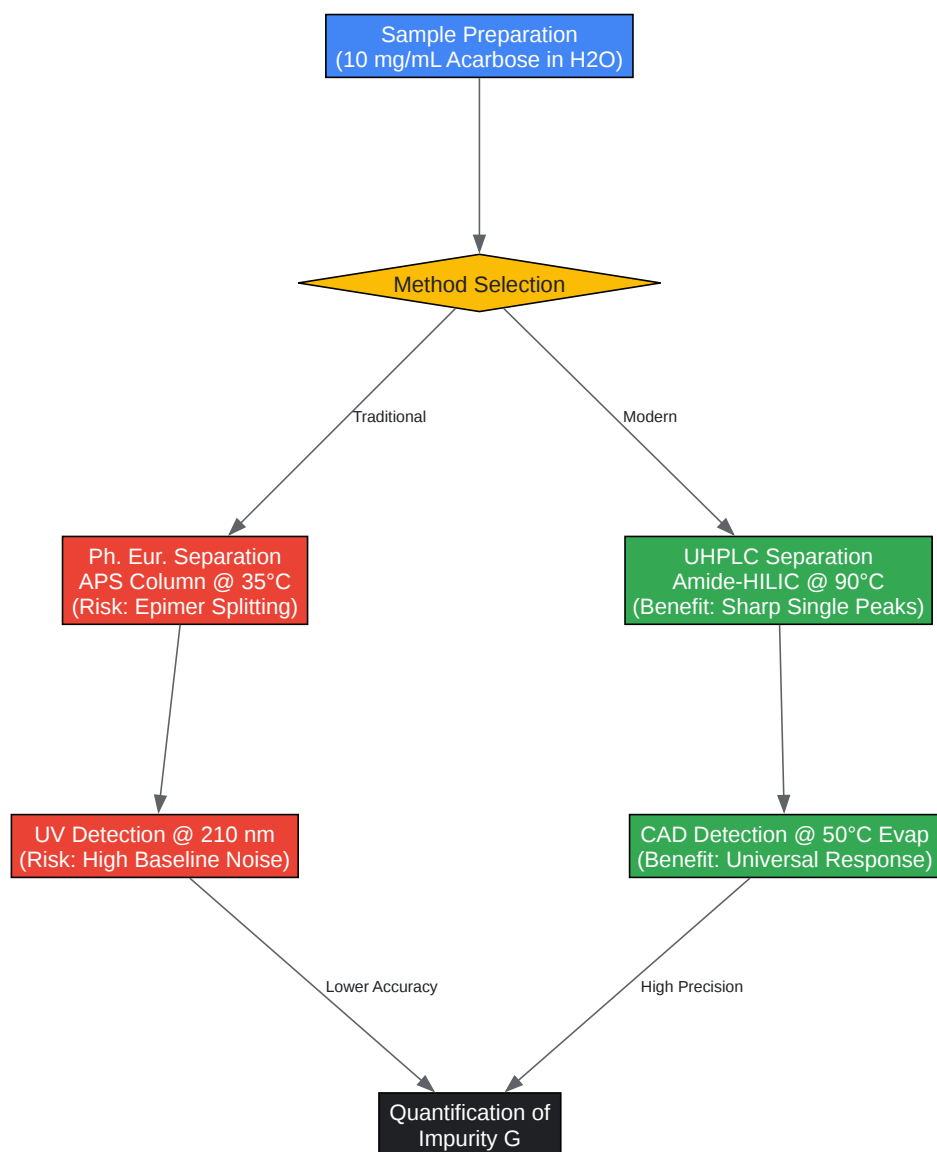 Sample Preparation
(10 mg/mL Acarbose in H2O)
Method Selection
Traditional
Modern
Ph. Eur. Separation
APS Column @ 35°C
(Risk: Epimer Splitting)
UHPLC Separation
Amide-HILIC @ 90°C
(Benefit: Sharp Single Peaks)
UV Detection @ 210 nm
(Risk: High Baseline Noise)
CAD Detection @ 50°C Evap
(Benefit: Universal Response)
Lower Accuracy
High Precision
Quantification of
Impurity G